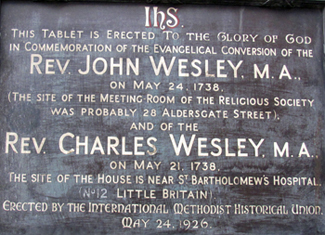 IhS.
THIS TABLET IS ERECTED TO THE GLORY OF GOD
IN COMMEMORATION OF THE EVANGELICAL CONVERSION OF THE
REV. JOHN WESLEY, M.A.,
ON MAY 24, 1738.
(THE SITE OF THE MEETING ROOM OF THE RELIGIOUS SOCIETY
WAS PROBABLY 28 ALDERSGATE STREET).
AND OF THE
REV. CHARLES WESLEY, M.A.,
ON MAY 21, 1738.
THE SITE OF THE HOUSE IS NEAR ST BARTHOLOMEW'S HOSPITAL.
(No 12, LITTLE BRITAIN)
ERECTED BY THE INTERNATIONAL METHODIST HISTORICAL UNION.
MAY 24, 1926.